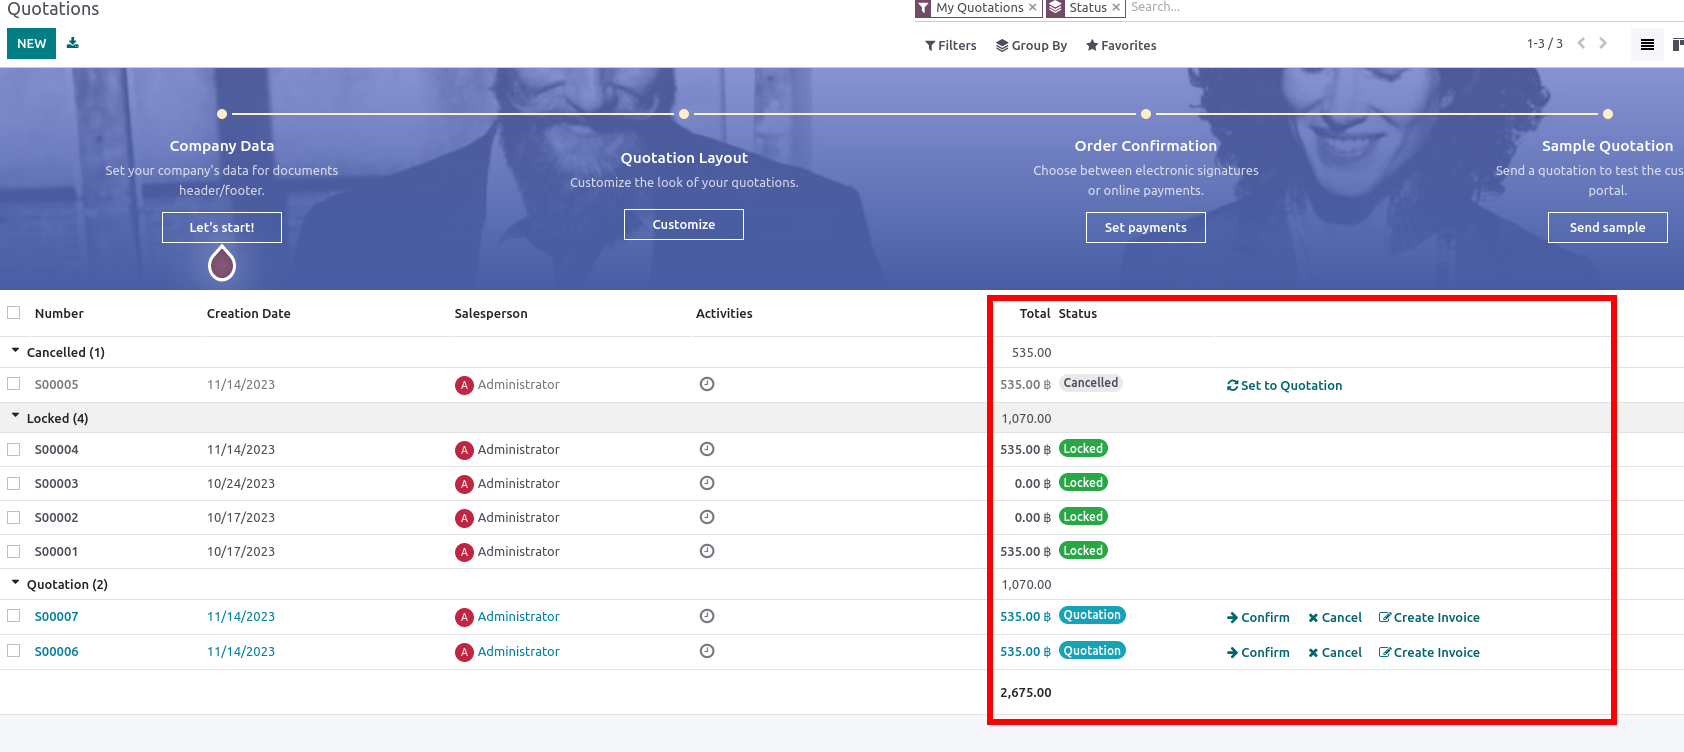 Quotations
My Quotations × Status × Search...
NEW
Filters Group By Favorites 1-3 / 3
Company Data
Set your company's data for documents
header/footer.
Let's start!
Quotation Layout
Customize the look of your quotations.
Customize
Order Confirmation
Choose between electronic signatures
or online payments.
Set payments
Sample Quotation
Send a quotation to test the cus
portal.
Send sample
Number Creation Date Salesperson Activities Total Status
Cancelled (1) 535.00
S00005 11/14/2023 A Administrator 535.00 ฿ Cancelled Set to Quotation
Locked (4) 1,070.00
S00004 11/14/2023 A Administrator 535.00 ฿ Locked
S00003 10/24/2023 A Administrator 0.00 ฿ Locked
S00002 10/17/2023 A Administrator 0.00 ฿ Locked
S00001 10/17/2023 A Administrator 535.00 ฿ Locked
Quotation (2) 1,070.00
S00007 11/14/2023 A Administrator 535.00 ฿ Quotation Confirm Cancel Create Invoice
S00006 11/14/2023 A Administrator 535.00 ฿ Quotation Confirm Cancel Create Invoice
2,675.00